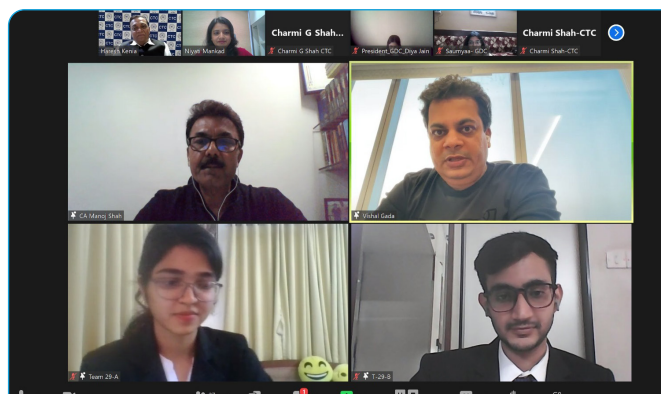 Charmi G Shah...
Charmi Shah-CTC
Haresh Kenia
Niyati Mankad
Charmi G Shah CTC
President_GDC_Diya Jain
Saumyaa- GDC
Charmi Shah-CTC
CA Manoj Shah
Vishal Gada
Team 29-A
T-29-B
1